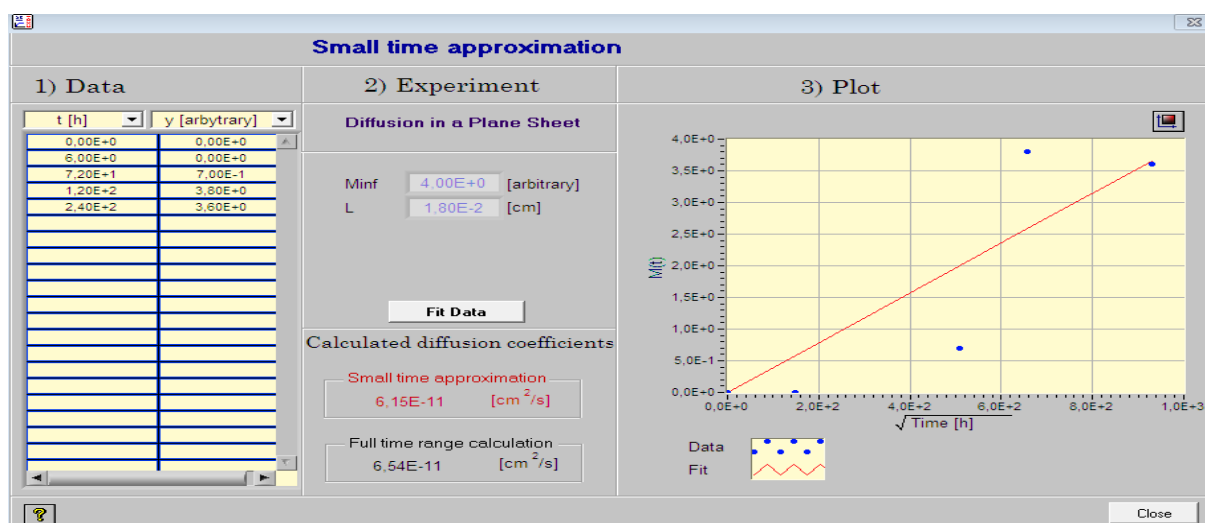 Small time approximation
1) Data
2) Experiment
3) Plot
t [h] y [arbytrary]
0,00E+0 0,00E+0
6,00E+0 0,00E+0
7,20E+1 7,00E-1
1,20E+2 3,80E+0
2,40E+2 3,60E+0
Diffusion in a Plane Sheet
Minf 4,00E+0 [arbitrary]
L 1,80E-2 [cm]
Fit Data
Calculated diffusion coefficients
Small time approximation
6,15E-11 [cm²/s]
Full time range calculation
6,54E-11 [cm²/s]
4,0E+0
3,5E+0
3,0E+0
2,5E+0
2,0E+0
1,5E+0
1,0E+0
5,0E-1
0,0E+0
M(t)
0,0E+0 2,0E+2 4,0E+2 6,0E+2 8,0E+2 1,0E+3
√Time [h]
Data
Fit
?
Close